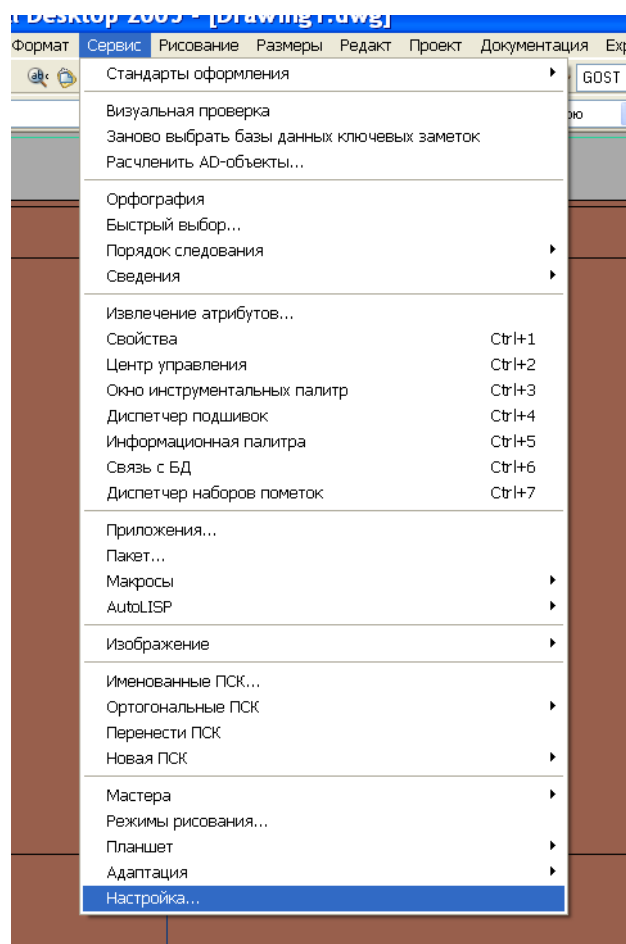 Desktop 2005 - [Drawing1.dwg]
Формат Сервис Рисование Размеры Редакт Проект Документация
abc GOST
Стандарты оформления
Визуальная проверка
Заново выбрать базы данных ключевых заметок
Расчленить AD-объекты...
Орфография
Быстрый выбор...
Порядок следования
Сведения
Извлечение атрибутов...
Свойства Ctrl+1
Центр управления Ctrl+2
Окно инструментальных палитр Ctrl+3
Диспетчер подшивок Ctrl+4
Информационная палитра Ctrl+5
Связь с БД Ctrl+6
Диспетчер наборов пометок Ctrl+7
Приложения...
Пакет...
Макросы
AutoLISP
Изображение
Именованные ПСК...
Ортогональные ПСК
Перенести ПСК
Новая ПСК
Мастера
Режимы рисования...
Планшет
Адаптация
Настройка...